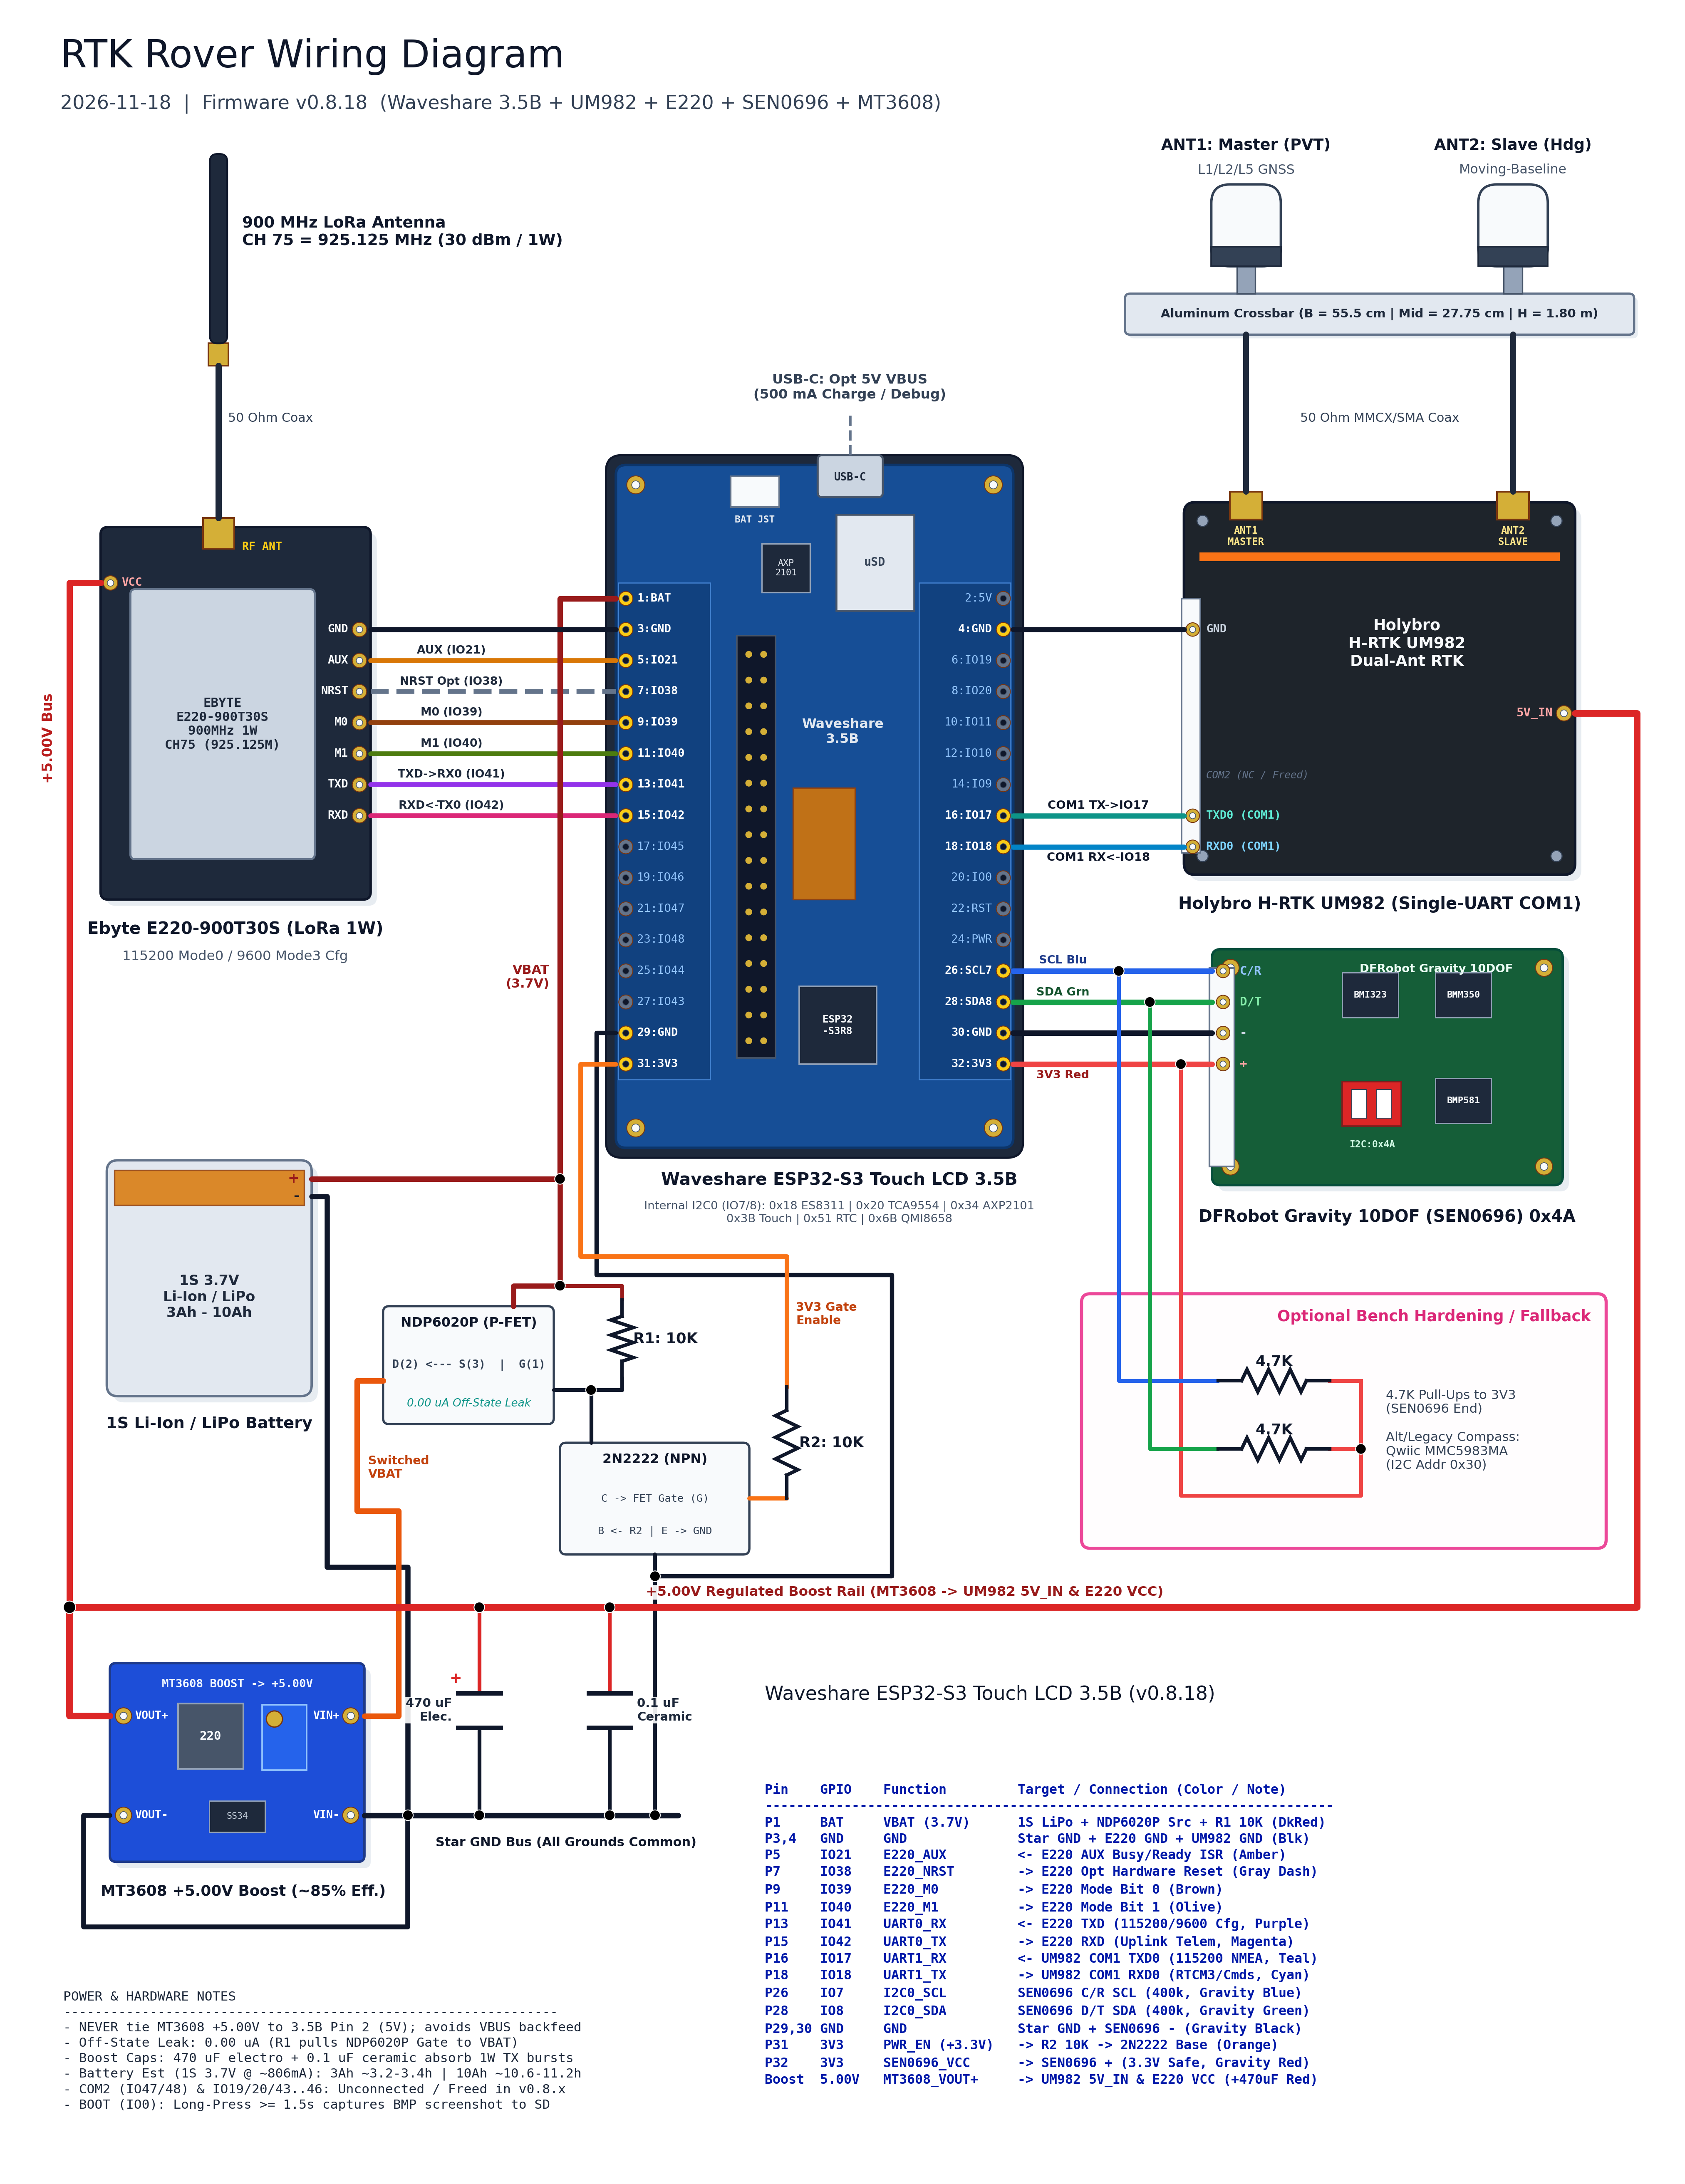 RTK Rover Wiring Diagram
2026-11-18  |  Firmware v0.8.18  (Waveshare 3.5B + UM982 + E220 + SEN0696 + MT3608)
900 MHz LoRa Antenna
CH 75 = 925.125 MHz (30 dBm / 1W)
50 Ohm Coax
ANT1: Master (PVT)
L1/L2/L5 GNSS
ANT2: Slave (Hdg)
Moving-Baseline
Aluminum Crossbar (B = 55.5 cm | Mid = 27.75 cm | H = 1.80 m)
50 Ohm MMCX/SMA Coax
USB-C: Opt 5V VBUS
(500 mA Charge / Debug)
+5.00V Bus
RF ANT
VCC
GND
AUX
NRST
M0
M1
TXD
RXD
EBYTE
E220-900T30S
900MHz 1W
CH75 (925.125M)
Ebyte E220-900T30S (LoRa 1W)
115200 Mode0 / 9600 Mode3 Cfg
AUX (IO21)
NRST Opt (IO38)
M0 (IO39)
M1 (IO40)
TXD->RX0 (IO41)
RXD<-TX0 (IO42)
VBAT
(3.7V)
USB-C
BAT JST
AXP
2101
uSD
1:BAT
3:GND
5:IO21
7:IO38
9:IO39
11:IO40
13:IO41
15:IO42
17:IO45
19:IO46
21:IO47
23:IO48
25:IO44
27:IO43
29:GND
31:3V3
Waveshare
3.5B
ESP32
-S3R8
2:5V
4:GND
6:IO19
8:IO20
10:IO11
12:IO10
14:IO9
16:IO17
18:IO18
20:IO0
22:RST
24:PWR
26:SCL7
28:SDA8
30:GND
32:3V3
Waveshare ESP32-S3 Touch LCD 3.5B
Internal I2C0 (IO7/8): 0x18 ES8311 | 0x20 TCA9554 | 0x34 AXP2101
0x3B Touch | 0x51 RTC | 0x6B QMI8658
COM1 TX->IO17
COM1 RX<-IO18
ANT1
MASTER
ANT2
SLAVE
GND
Holybro
H-RTK UM982
Dual-Ant RTK
5V_IN
COM2 (NC / Freed)
TXD0 (COM1)
RXD0 (COM1)
Holybro H-RTK UM982 (Single-UART COM1)
SCL Blu
SDA Grn
3V3 Red
C/R
D/T
-
+
DFRobot Gravity 10DOF
BMI323
BMM350
BMP581
I2C:0x4A
DFRobot Gravity 10DOF (SEN0696) 0x4A
+
-
1S 3.7V
Li-Ion / LiPo
3Ah - 10Ah
1S Li-Ion / LiPo Battery
NDP6020P (P-FET)
D(2) <--- S(3)  |  G(1)
0.00 uA Off-State Leak
R1: 10K
3V3 Gate
Enable
R2: 10K
Switched
VBAT
2N2222 (NPN)
C -> FET Gate (G)
B <- R2 | E -> GND
Optional Bench Hardening / Fallback
4.7K
4.7K
4.7K Pull-Ups to 3V3
(SEN0696 End)
Alt/Legacy Compass:
Qwiic MMC5983MA
(I2C Addr 0x30)
+5.00V Regulated Boost Rail (MT3608 -> UM982 5V_IN & E220 VCC)
MT3608 BOOST -> +5.00V
VOUT+
220
VIN+
VOUT-
SS34
VIN-
MT3608 +5.00V Boost (~85% Eff.)
+
470 uF
Elec.
0.1 uF
Ceramic
Star GND Bus (All Grounds Common)
Waveshare ESP32-S3 Touch LCD 3.5B (v0.8.18)
Pin    GPIO    Function    Target / Connection (Color / Note)
------------------------------------------------------------------------
P1    BAT    VBAT (3.7V)    1S LiPo + NDP6020P Src + R1 10K (DkRed)
P3,4    GND    GND    Star GND + E220 GND + UM982 GND (Blk)
P5    IO21    E220_AUX    <- E220 AUX Busy/Ready ISR (Amber)
P7    IO38    E220_NRST    -> E220 Opt Hardware Reset (Gray Dash)
P9    IO39    E220_M0    -> E220 Mode Bit 0 (Brown)
P11    IO40    E220_M1    -> E220 Mode Bit 1 (Olive)
P13    IO41    UART0_RX    <- E220 TXD (115200/9600 Cfg, Purple)
P15    IO42    UART0_TX    -> E220 RXD (Uplink Telem, Magenta)
P16    IO17    UART1_RX    <- UM982 COM1 TXD0 (115200 NMEA, Teal)
P18    IO18    UART1_TX    -> UM982 COM1 RXD0 (RTCM3/Cmds, Cyan)
P26    IO7    I2C0_SCL    SEN0696 C/R SCL (400k, Gravity Blue)
P28    IO8    I2C0_SDA    SEN0696 D/T SDA (400k, Gravity Green)
P29,30 GND    GND    Star GND + SEN0696 - (Gravity Black)
P31    3V3    PWR_EN (+3.3V)    -> R2 10K -> 2N2222 Base (Orange)
P32    3V3    SEN0696_VCC    -> SEN0696 + (3.3V Safe, Gravity Red)
Boost    5.00V    MT3608_VOUT+    -> UM982 5V_IN & E220 VCC (+470uF Red)
POWER & HARDWARE NOTES
----------------------------------------------------------------
- NEVER tie MT3608 +5.00V to 3.5B Pin 2 (5V); avoids VBUS backfeed
- Off-State Leak: 0.00 uA (R1 pulls NDP6020P Gate to VBAT)
- Boost Caps: 470 uF electro + 0.1 uF ceramic absorb 1W TX bursts
- Battery Est (1S 3.7V @ ~806mA): 3Ah ~3.2-3.4h | 10Ah ~10.6-11.2h
- COM2 (IO47/48) & IO19/20/43..46: Unconnected / Freed in v0.8.x
- BOOT (IO0): Long-Press >= 1.5s captures BMP screenshot to SD